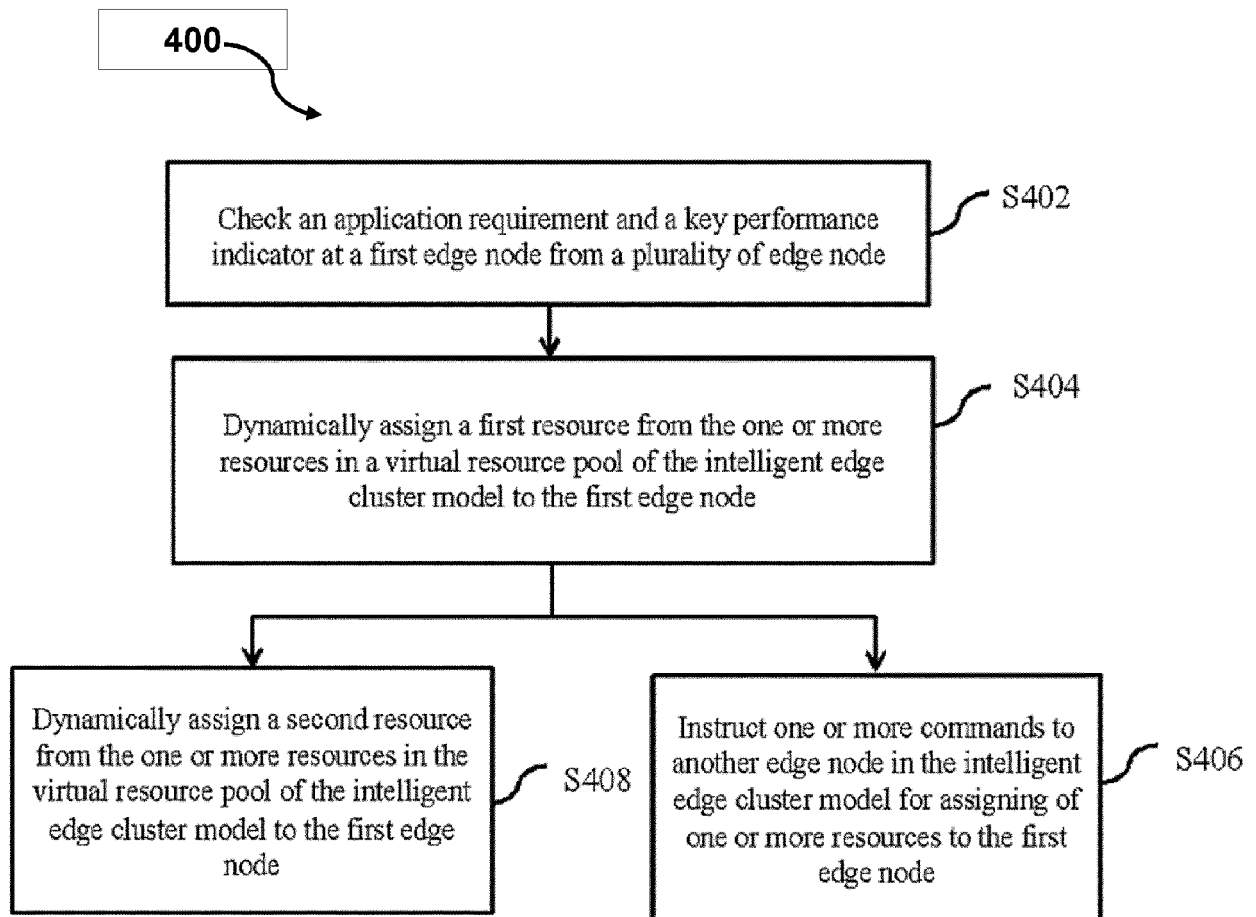 400
Check an application requirement and a key performance
indicator at a first edge node from a plurality of edge node
S402
Dynamically assign a first resource from the one or more
resources in a virtual resource pool of the intelligent edge
cluster model to the first edge node
S404
Dynamically assign a second resource
from the one or more resources in the
virtual resource pool of the intelligent
edge cluster model to the first edge
node
S408
Instruct one or more commands to
another edge node in the intelligent
edge cluster model for assigning of
one or more resources to the first
edge node
S406